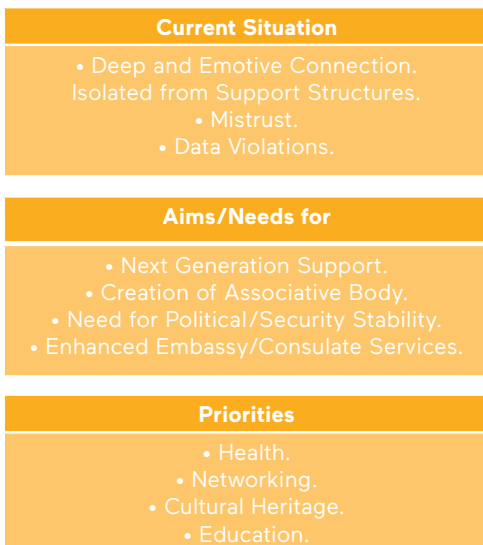 Current Situation
• Deep and Emotive Connection.
Isolated from Support Structures.
• Mistrust.
• Data Violations.
Aims/Needs for
• Next Generation Support.
• Creation of Associative Body.
• Need for Political/Security Stability.
• Enhanced Embassy/Consulate Services.
Priorities
• Health.
• Networking.
• Cultural Heritage.
• Education.